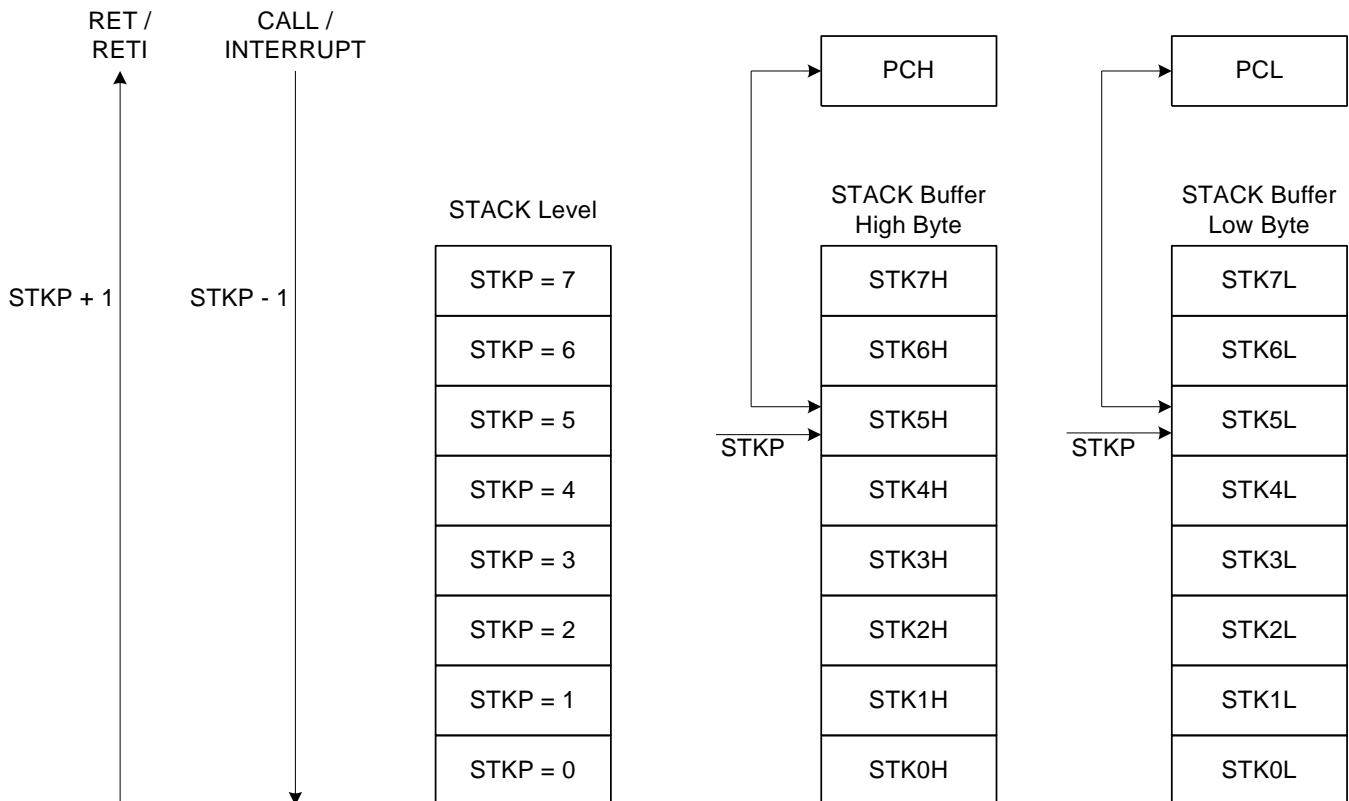 RET /
RETI
CALL /
INTERRUPT
PCH
PCL
STKP + 1
STKP - 1
STACK Level
STKP = 7
STKP = 6
STKP = 5
STKP = 4
STKP = 3
STKP = 2
STKP = 1
STKP = 0
STACK Buffer
High Byte
STK7H
STK6H
STK5H
STK4H
STK3H
STK2H
STK1H
STK0H
STKP
STACK Buffer
Low Byte
STK7L
STK6L
STK5L
STK4L
STK3L
STK2L
STK1L
STK0L
STKP